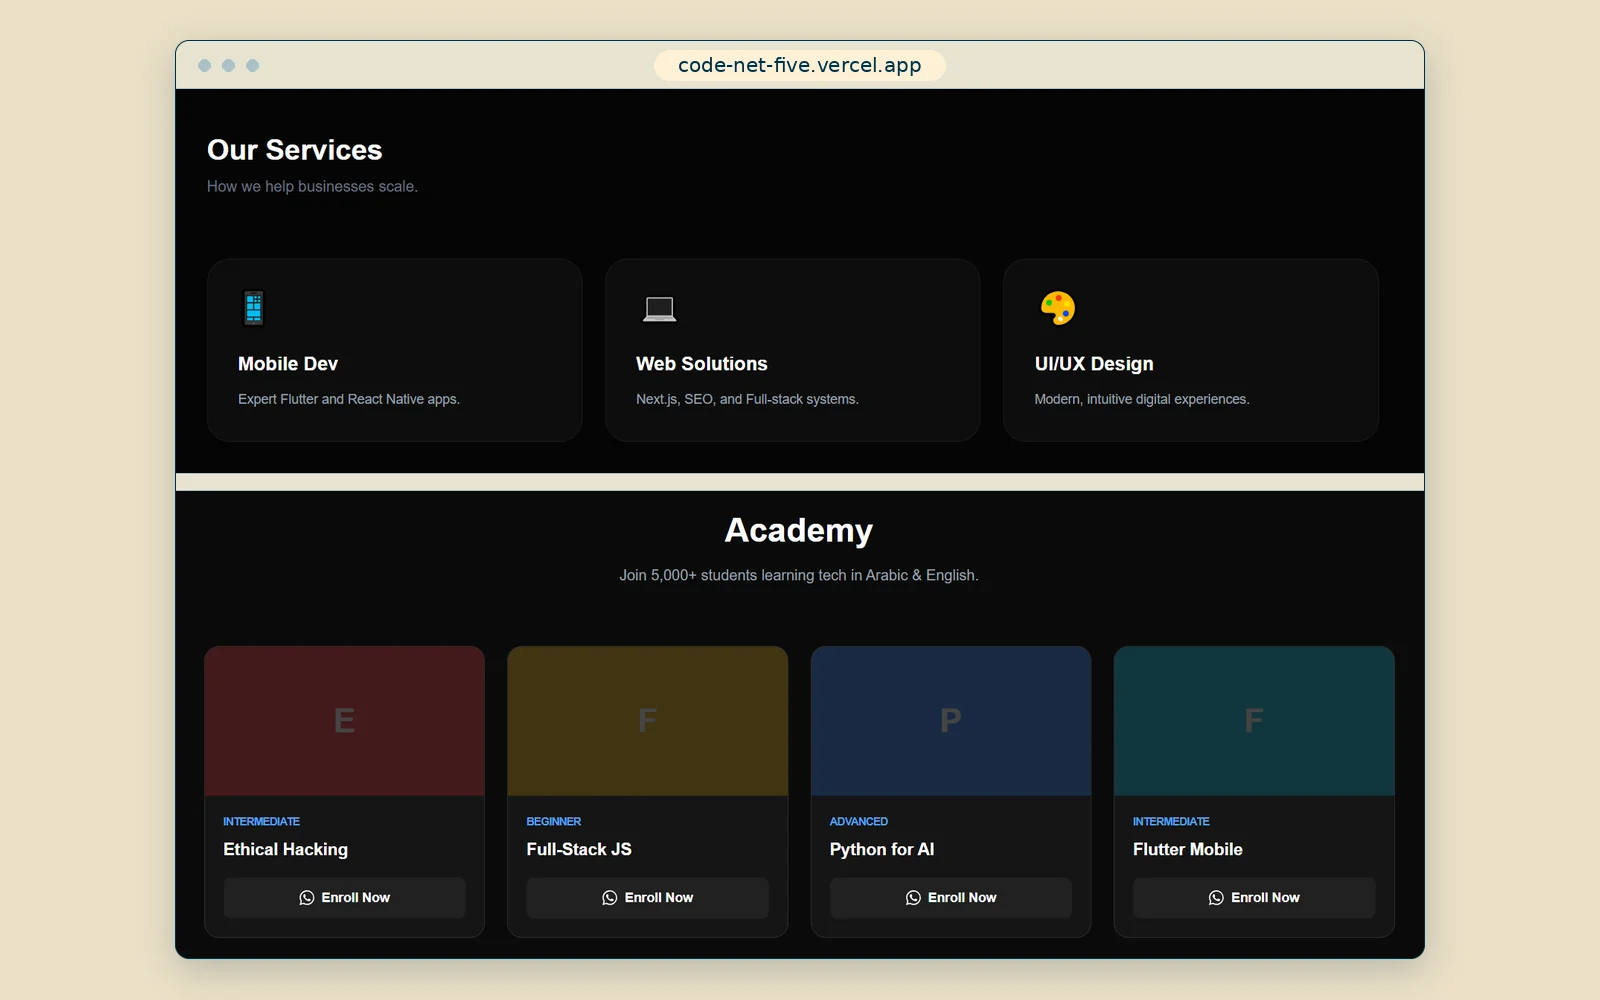 code-net-five.vercel.app
Our Services
How we help businesses scale.
Mobile Dev
Expert Flutter and React Native apps.
Web Solutions
Next.js, SEO, and Full-stack systems.
UI/UX Design
Modern, intuitive digital experiences.
Academy
Join 5,000+ students learning tech in Arabic & English.
E
INTERMEDIATE
Ethical Hacking
Enroll Now
F
BEGINNER
Full-Stack JS
Enroll Now
P
ADVANCED
Python for AI
Enroll Now
F
INTERMEDIATE
Flutter Mobile
Enroll Now